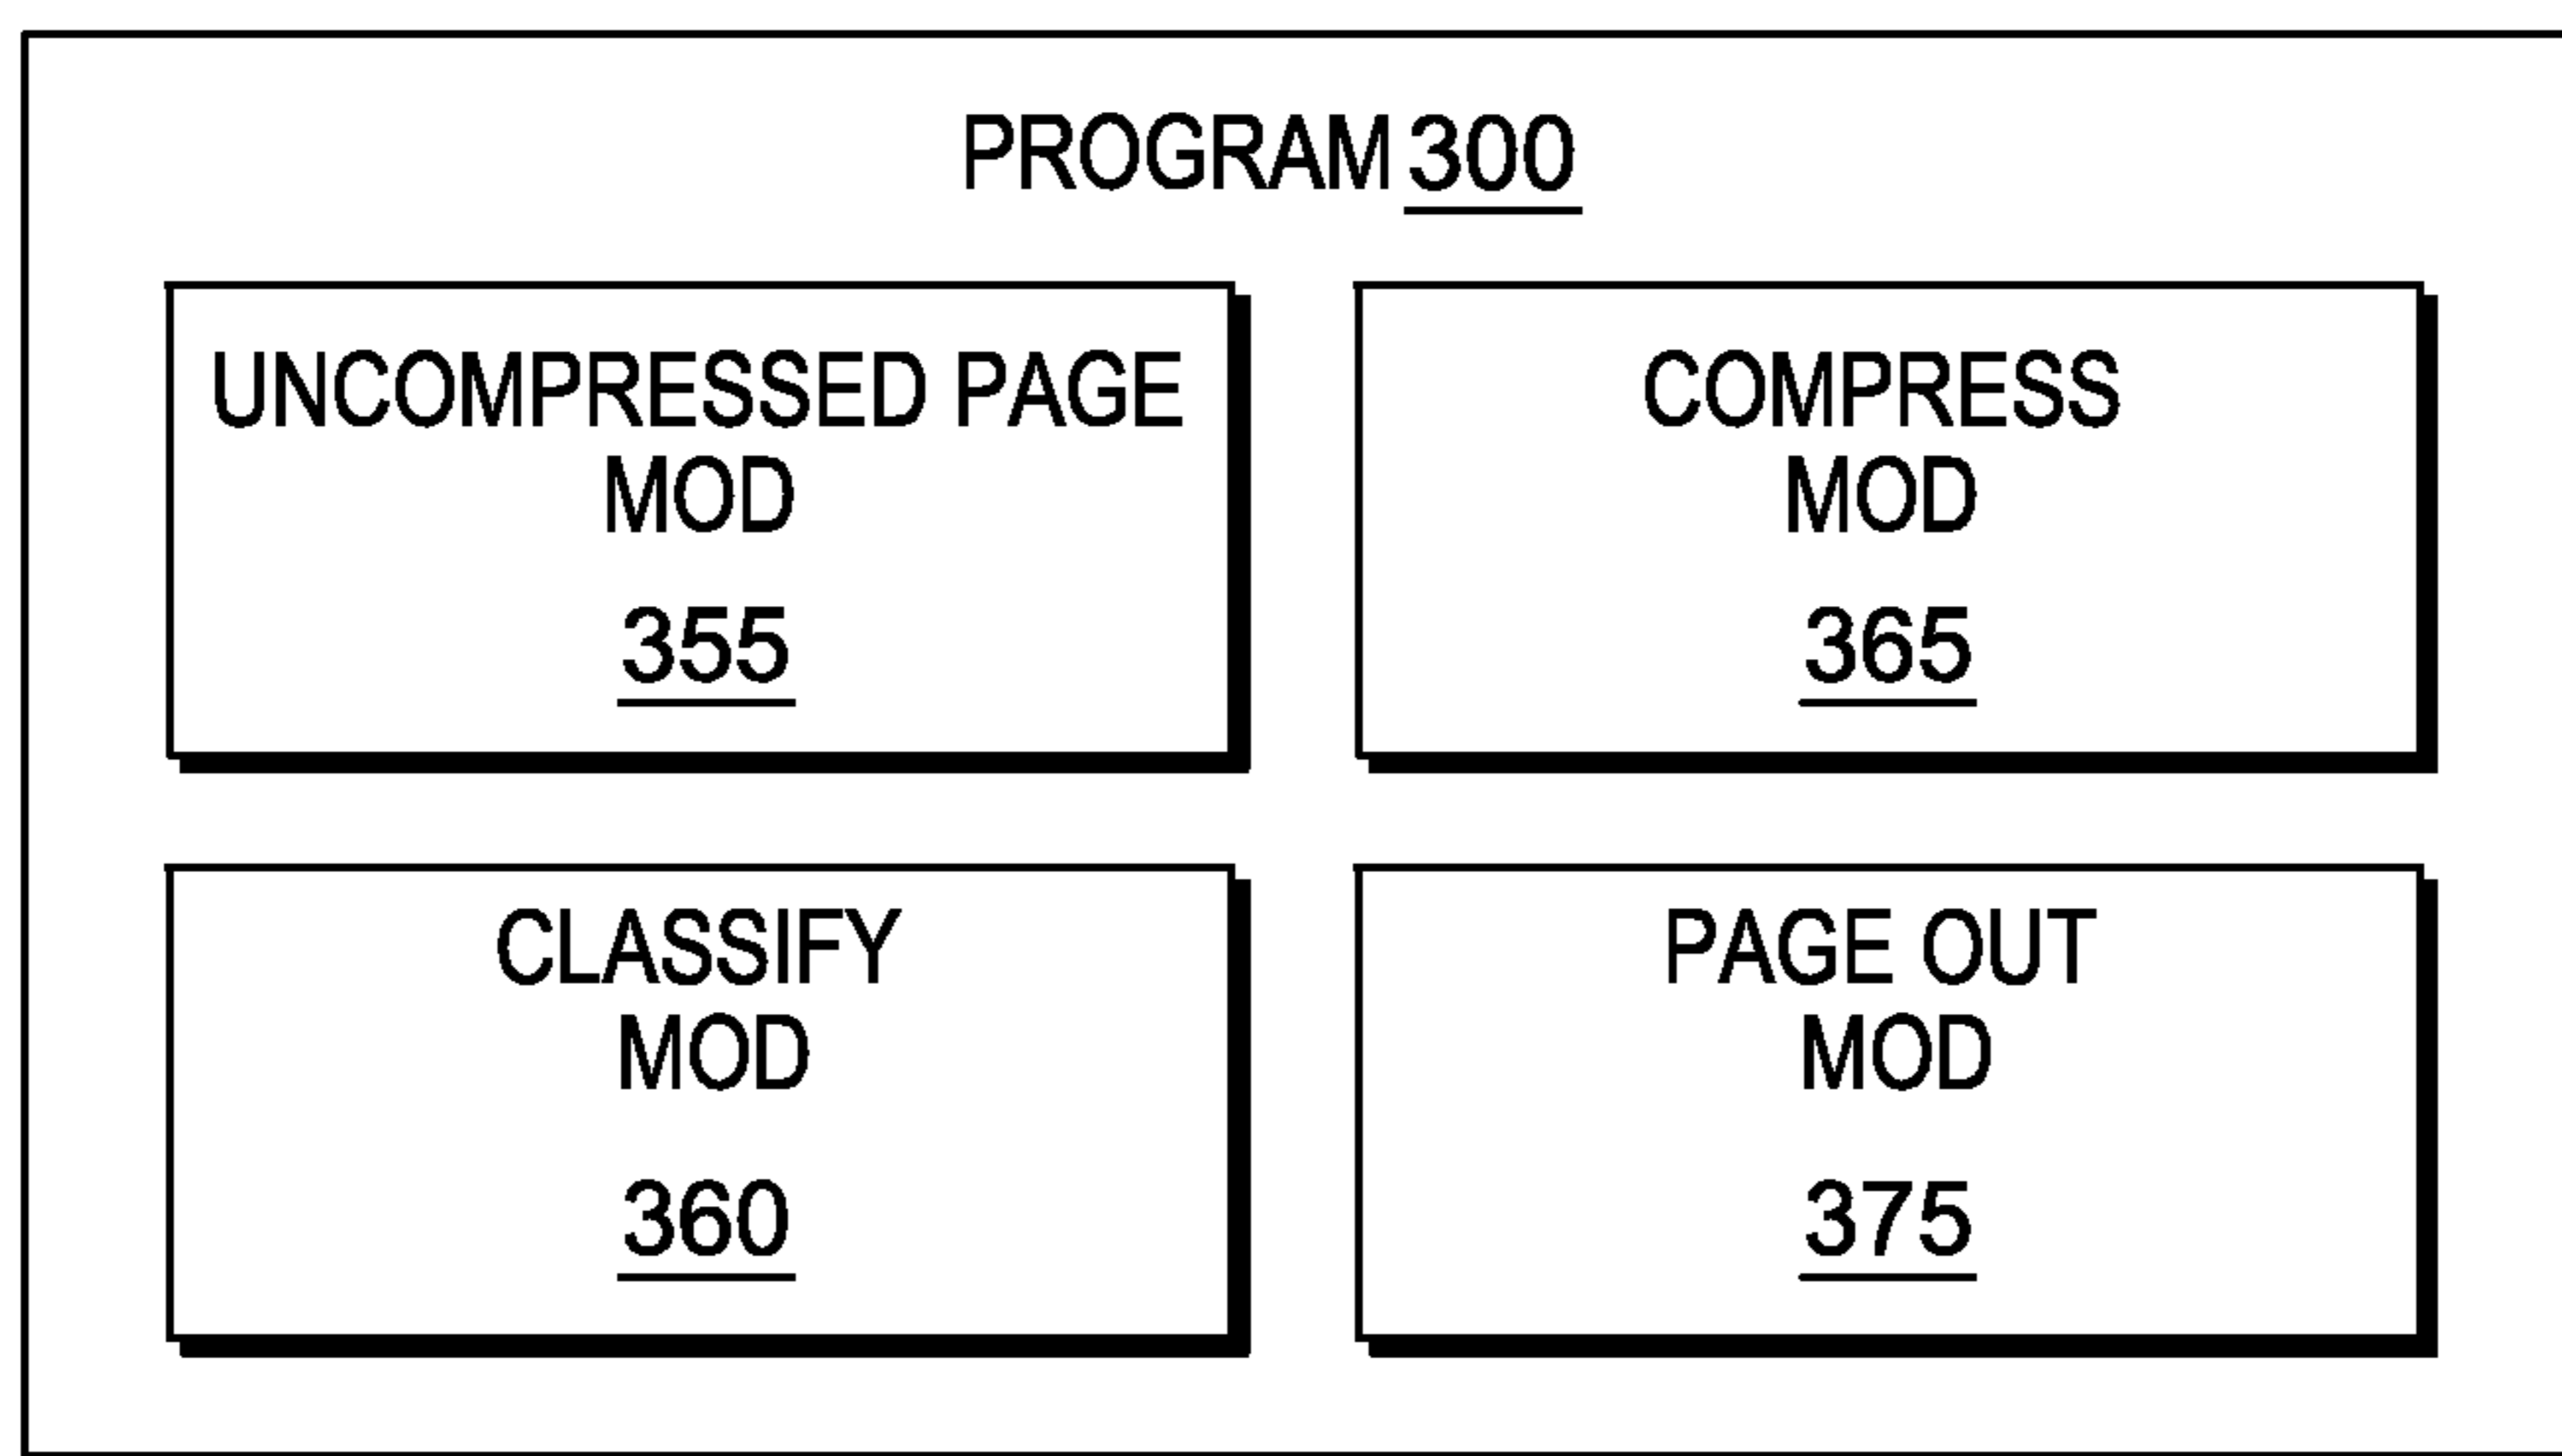 PROGRAM 300
UNCOMPRESSED PAGE
MOD
355
COMPRESS
MOD
365
CLASSIFY
MOD
360
PAGE OUT
MOD
375